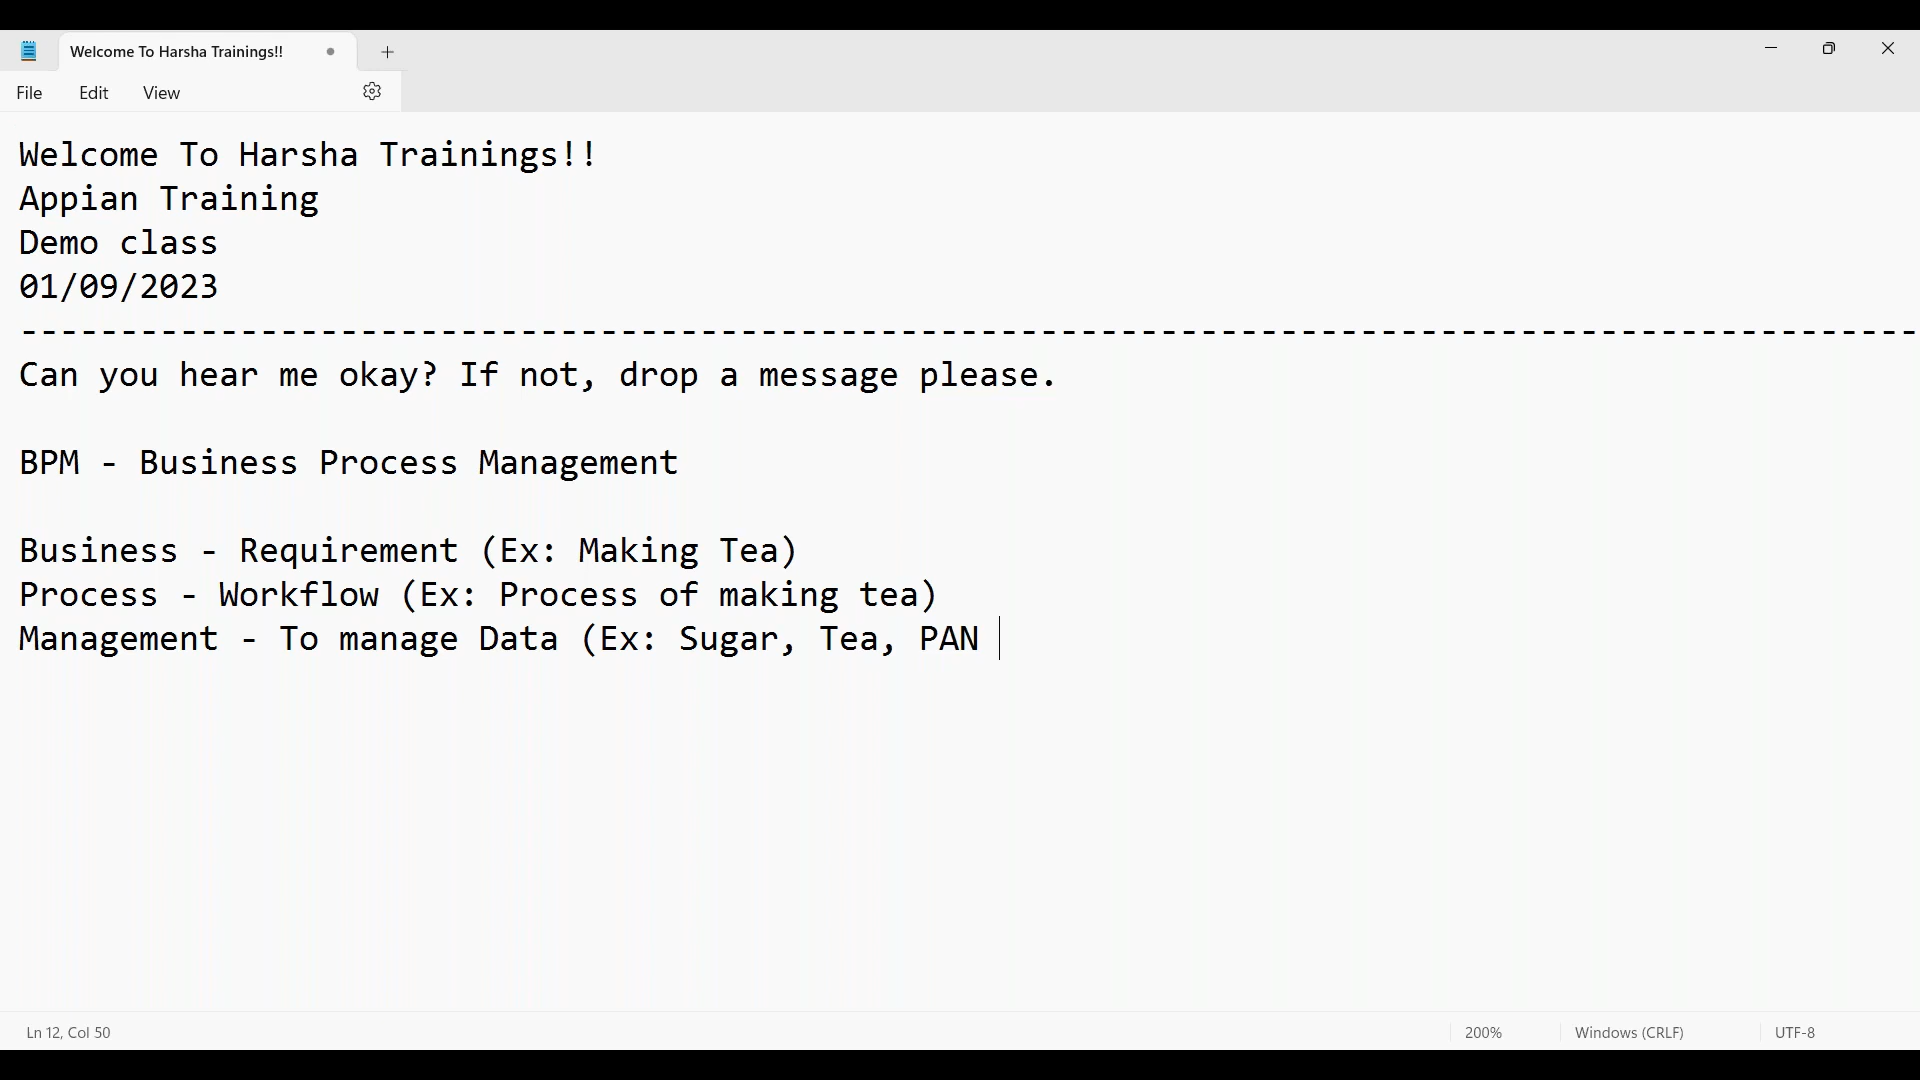 Welcome To Harsha Trainings!!
File Edit View
Welcome To Harsha Trainings!!
Appian Training
Demo class
01/09/2023
------------------------------------------------------------------------------------------------
Can you hear me okay? If not, drop a message please.
BPM - Business Process Management
Business - Requirement (Ex: Making Tea)
Process - Workflow (Ex: Process of making tea)
Management - To manage Data (Ex: Sugar, Tea, PAN
Ln 12, Col 50 200% Windows (CRLF) UTF-8